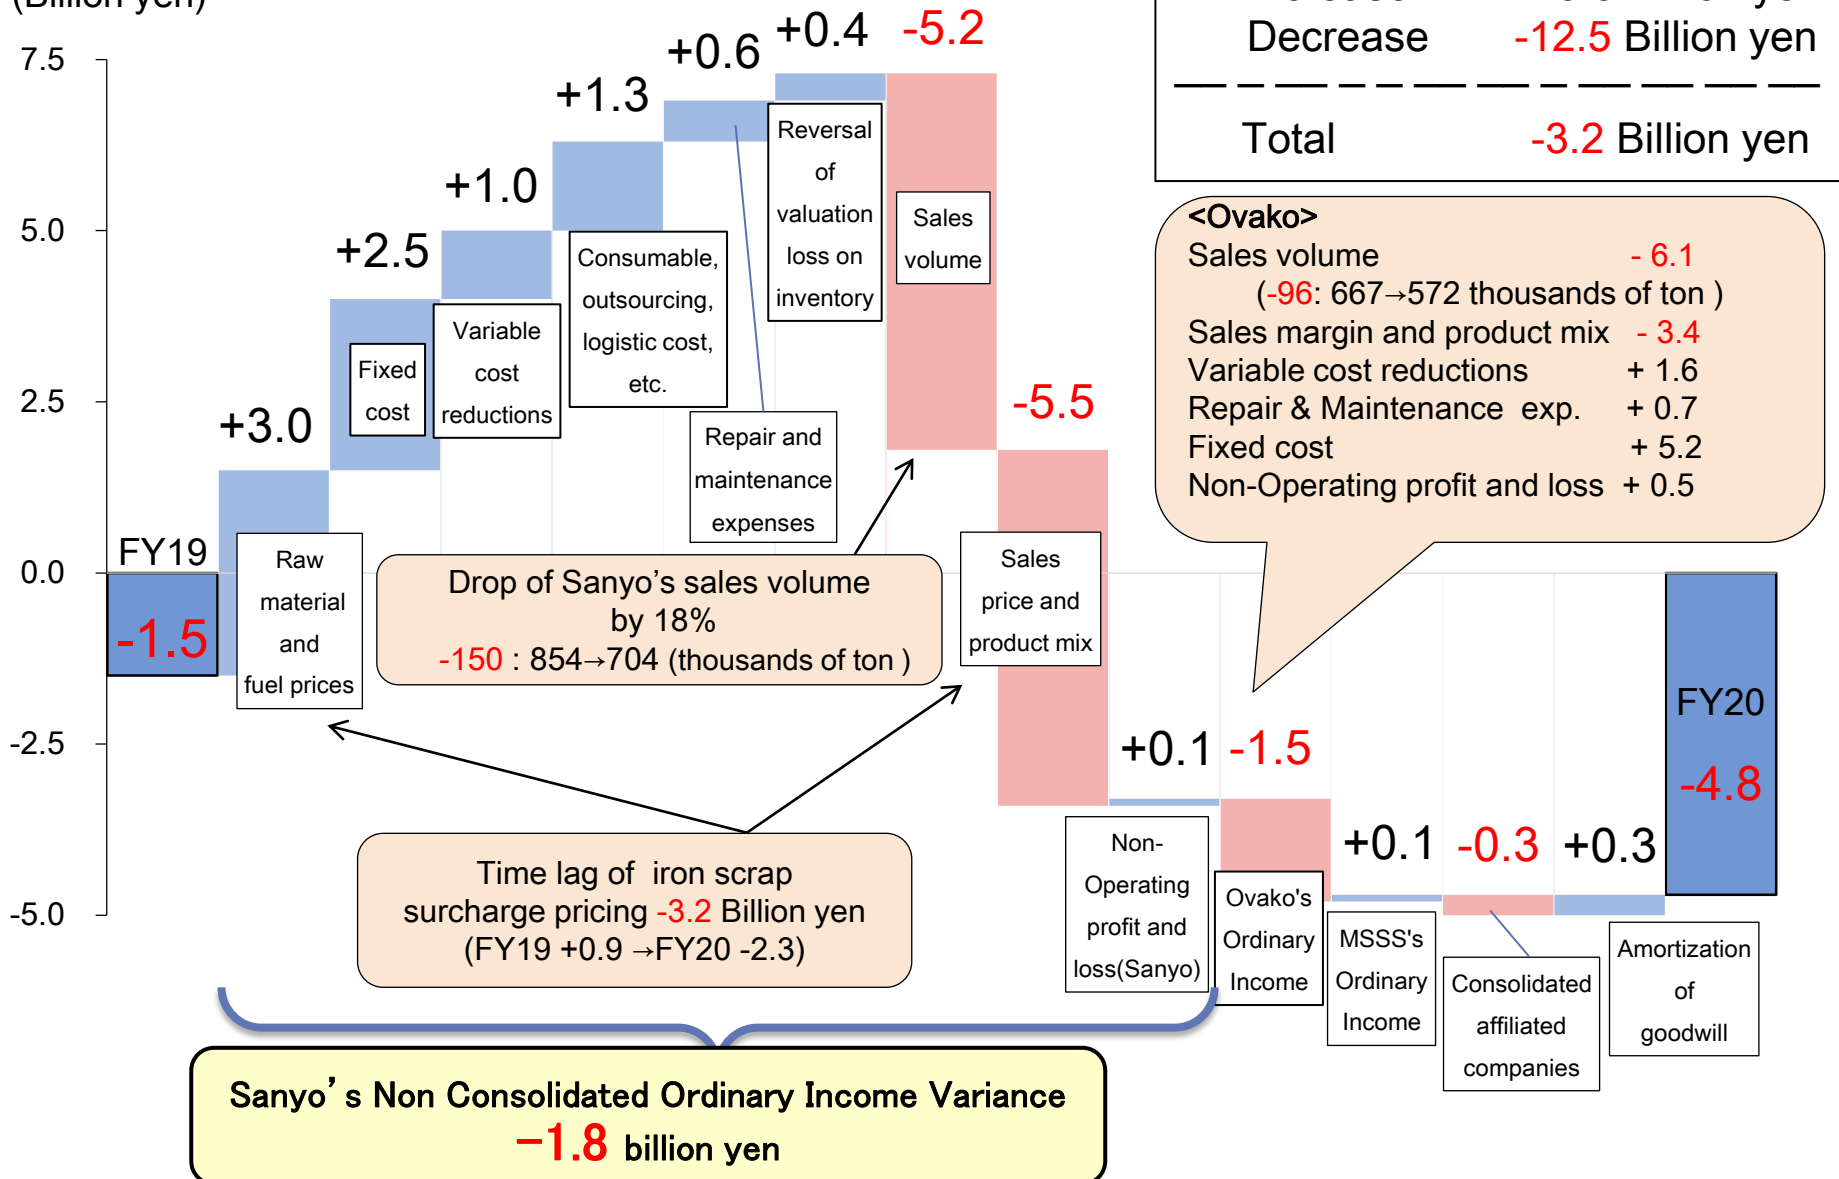 (Billion yen)
Decrease -12.5 Billion yen
Total -3.2 Billion yen
7.5
5.0
2.5
0.0
-2.5
-5.0
FY19
-1.5
+3.0
Raw
material
and
fuel prices
+2.5
Fixed
cost
+1.0
Variable
cost
reductions
+1.3
Consumable,
outsourcing,
logistic cost,
etc.
+0.6
Repair and
maintenance
expenses
+0.4
Reversal
of
valuation
loss on
inventory
-5.2
Sales
volume
-5.5
Sales
price and
product mix
+0.1
Non-
Operating
profit and
loss(Sanyo)
-1.5
Ovako's
Ordinary
Income
+0.1
MSSS's
Ordinary
Income
-0.3
Consolidated
affiliated
companies
+0.3
Amortization
of
goodwill
FY20
-4.8
<Ovako>
Sales volume - 6.1
(-96: 667→572 thousands of ton )
Sales margin and product mix - 3.4
Variable cost reductions + 1.6
Repair & Maintenance exp. + 0.7
Fixed cost + 5.2
Non-Operating profit and loss + 0.5
Drop of Sanyo’s sales volume
by 18%
-150 : 854→704 (thousands of ton )
Time lag of iron scrap
surcharge pricing -3.2 Billion yen
(FY19 +0.9 →FY20 -2.3)
Sanyo’s Non Consolidated Ordinary Income Variance
−1.8 billion yen